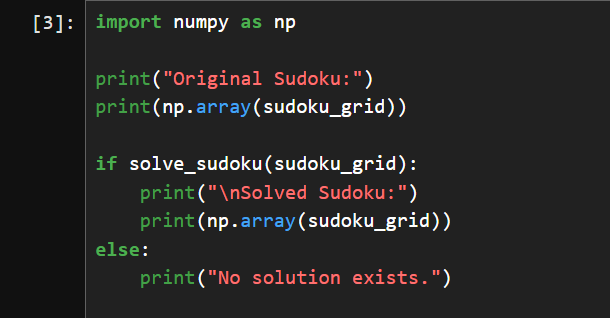 [3]: import numpy as np
print("Original Sudoku:")
print(np.array(sudoku_grid))
if solve_sudoku(sudoku_grid):
    print("\nSolved Sudoku:")
    print(np.array(sudoku_grid))
else:
    print("No solution exists.")